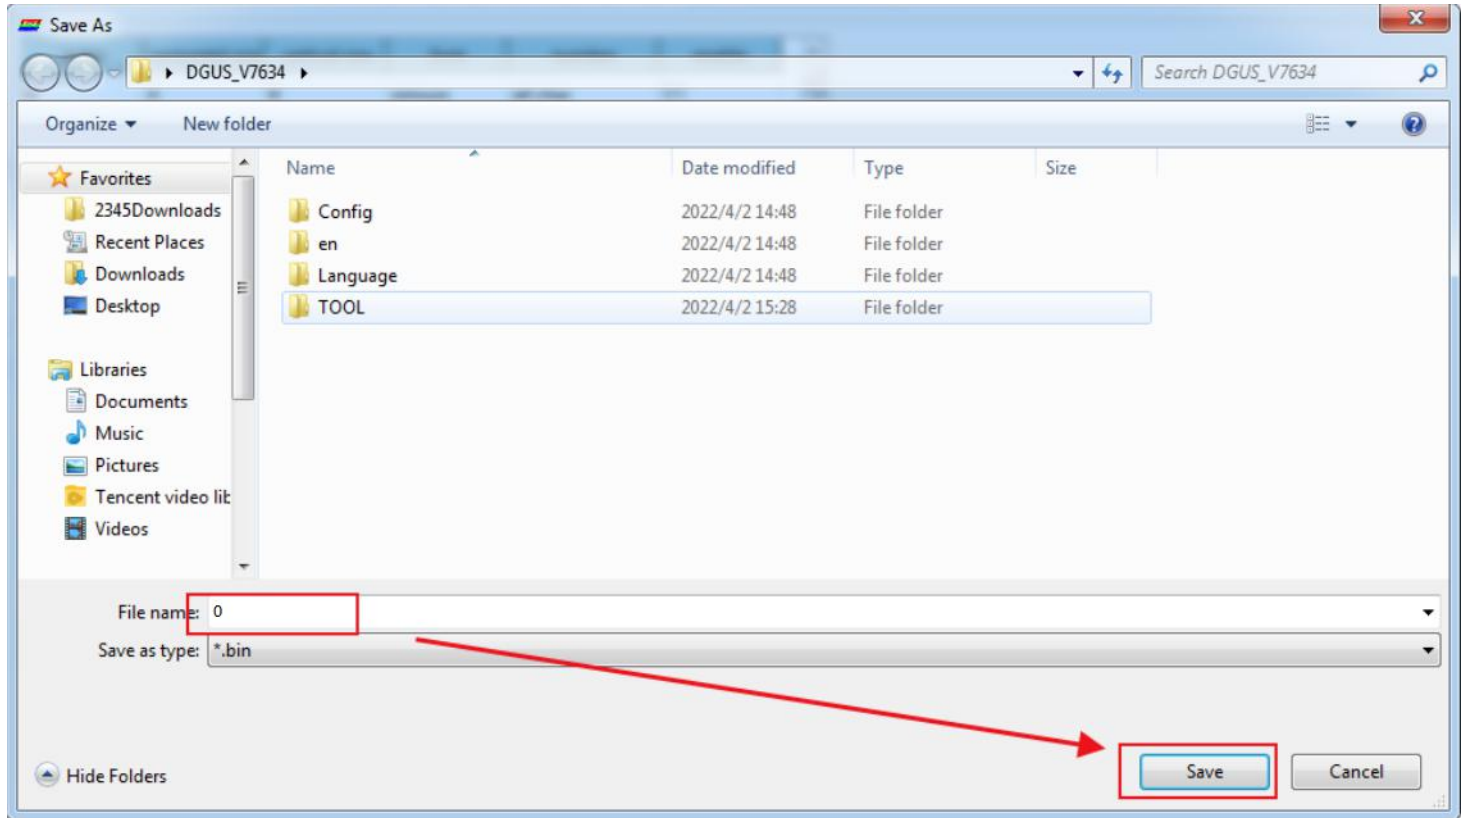 Save As
DGUS_V7634
Search DGUS_V7634
Organize New folder
Name Date modified Type Size
Favorites
2345Downloads
Recent Places
Downloads
Desktop
Libraries
Documents
Music
Pictures
Tencent video lib
Videos
Config 2022/4/2 14:48 File folder
en 2022/4/2 14:48 File folder
Language 2022/4/2 14:48 File folder
TOOL 2022/4/2 15:28 File folder
File name: 0
Save as type: *.bin
Hide Folders
Save Cancel